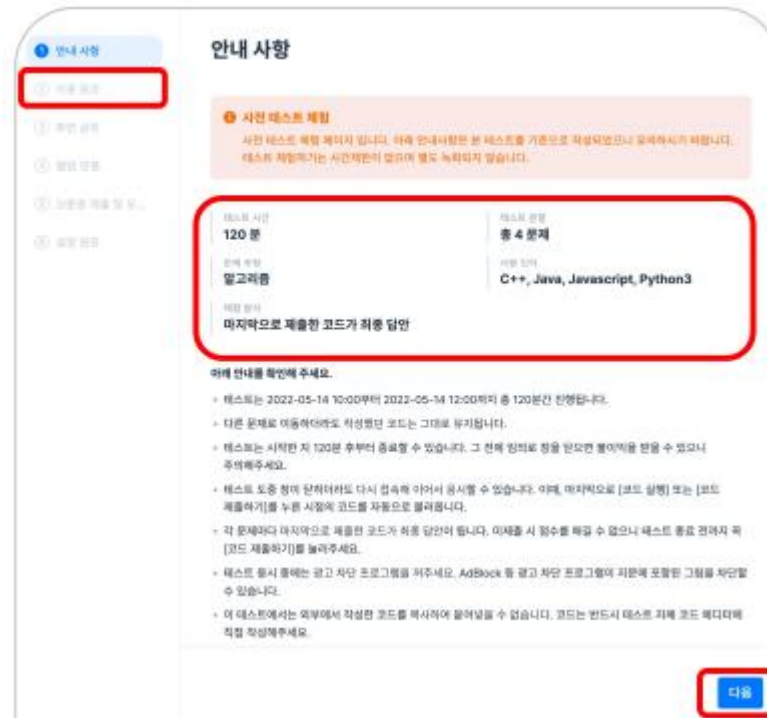 안내 사항
안내 사항
사전 테스트 체험
사전 테스트 체험 페이지 입니다. 아래 안내사항은 본 테스트를 기준으로 작성되었으니 유의하시기 바랍니다.
테스트 체험하기는 시간제한이 없으며 별도 녹화되지 않습니다.
테스트 시간
120 분
테스트 문항
총 4 문제
문제 유형
알고리즘
사용 언어
C++, Java, Javascript, Python3
마지막으로 제출한 코드가 최종 답안
아래 안내를 확인해 주세요.
테스트는 2022-05-14 10:00부터 2022-05-14 12:00까지 총 120분간 진행됩니다.
다른 문제로 이동하더라도 작성했던 코드는 그대로 유지됩니다.
테스트는 시작한 지 120분 후부터 종료할 수 있습니다. 그 전에 임의로 창을 닫으면 불이익을 받을 수 있으니
주의해주세요.
테스트 도중 창이 닫히더라도 다시 접속해 이어서 응시할 수 있습니다. 이때, 마지막으로 [코드 실행] 또는 [코드
제출하기]를 누른 시점의 코드를 자동으로 불러옵니다.
각 문제마다 마지막으로 제출한 코드가 최종 답안이 됩니다. 미제출 시 점수를 매길 수 없으니 테스트 종료 전까지 꼭
[코드 제출하기]를 눌러주세요.
테스트 응시 중에는 광고 차단 프로그램을 꺼주세요. AdBlock 등 광고 차단 프로그램이 지문에 포함된 그림을 차단할
수 있습니다.
이 테스트에서는 외부에서 작성한 코드를 복사하여 붙여넣을 수 없습니다. 코드는 반드시 테스트 자체 코드 에디터에
직접 작성해주세요.
다음